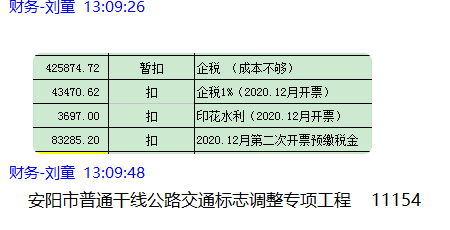 财务-刘童 13:09:26
425874.72 暂扣 企税 （成本不够）
43470.62 扣 企税1%（2020.12月开票）
3697.00 扣 印花水利（2020.12月开票）
83285.20 扣 2020.12月第二次开票预缴税金
财务-刘童 13:09:48
安阳市普通干线公路交通标志调整专项工程 11154